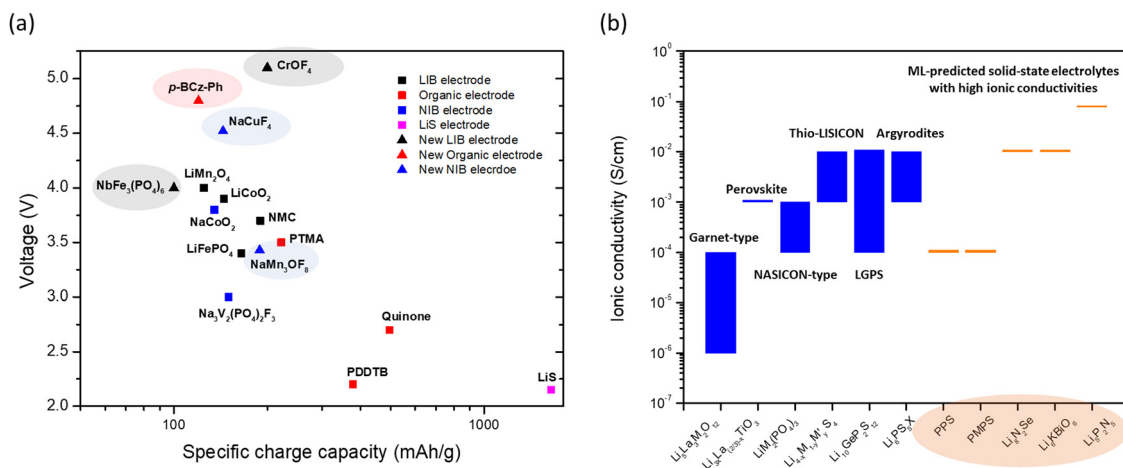 (a)
5.0
4.5
4.0
3.5
3.0
2.5
2.0
Voltage (V)
100
200
1000
Specific charge capacity (mAh/g)
CrOF4
p-BCz-Ph
NaCuF4
NbFe3(PO4)6
LiMn2O4
LiCoO2
NaCoO2
NMC
LiFePO4
PTMA
NaMn3OF8
Na3V2(PO4)2F3
Quinone
PDDTB
LiS
LIB electrode
Organic electrode
NIB electrode
LiS electrode
New LIB electrode
New Organic electrode
New NIB elecrdoe
(b)
10^0
10^-1
10^-2
10^-3
10^-4
10^-5
10^-6
10^-7
Ionic conductivity (S/cm)
ML-predicted solid-state electrolytes
with high ionic conductivities
Thio-LISICON
Argyrodites
Perovskite
Garnet-type
NASICON-type
LGPS
Li5La3M2O12
Li3xLa(2/3)-xTiO3
LiM2(PO4)3
Li4-xM1-yM'yS4
Li10GeP2S12
Li6PS5X
PPS
PMPS
Li6KBiO6
Li5P2N5